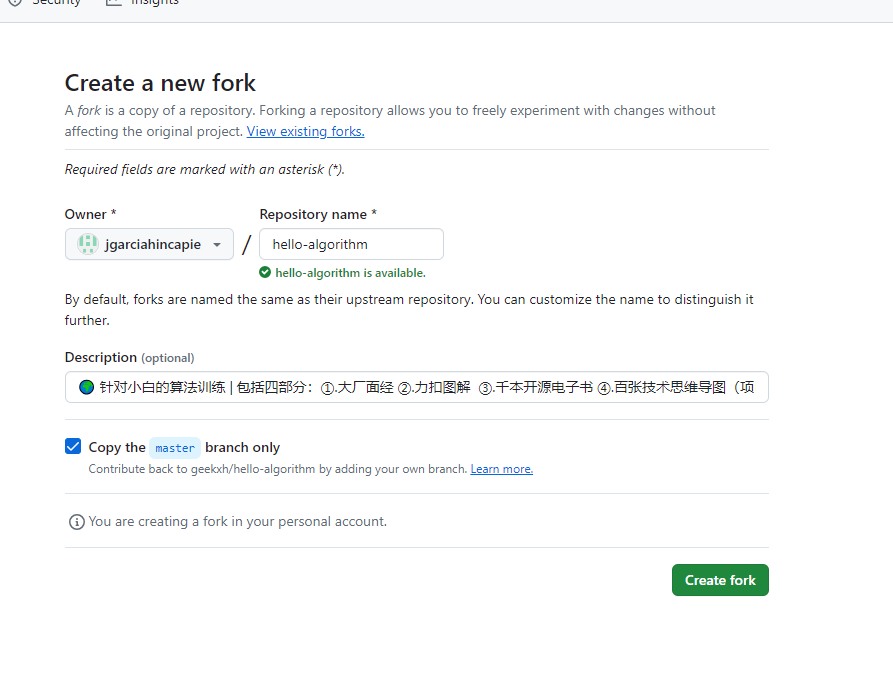 Security Insights
Create a new fork
A fork is a copy of a repository. Forking a repository allows you to freely experiment with changes without
affecting the original project. View existing forks.
Required fields are marked with an asterisk (*).
Owner * Repository name *
jgarciahincapie / hello-algorithm
hello-algorithm is available.
By default, forks are named the same as their upstream repository. You can customize the name to distinguish it
further.
Description (optional)
针对小白的算法训练 | 包括四部分：①.大厂面经 ②.力扣图解 ③.千本开源电子书 ④.百张技术思维导图（项
Copy the master branch only
Contribute back to geekxh/hello-algorithm by adding your own branch. Learn more.
You are creating a fork in your personal account.
Create fork